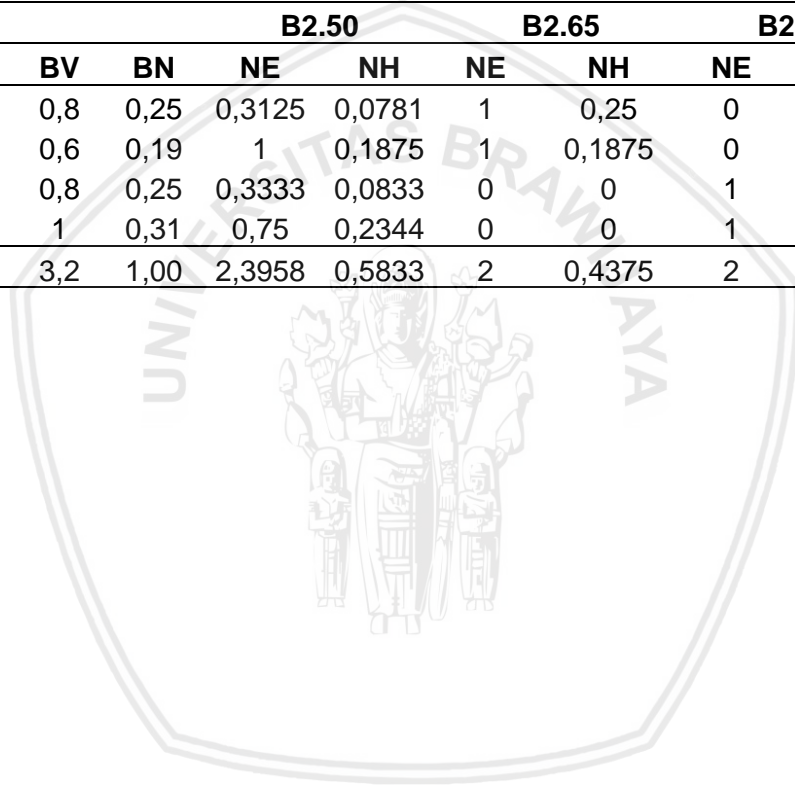 B2.50 B2.65 B2
BV BN NE NH NE NH NE
0,8 0,25 0,3125 0,0781 1 0,25 0
0,6 0,19 1 0,1875 1 0,1875 0
0,8 0,25 0,3333 0,0833 0 0 1
1 0,31 0,75 0,2344 0 0 1
3,2 1,00 2,3958 0,5833 2 0,4375 2
UNIVERSITAS BRAWIJAYA